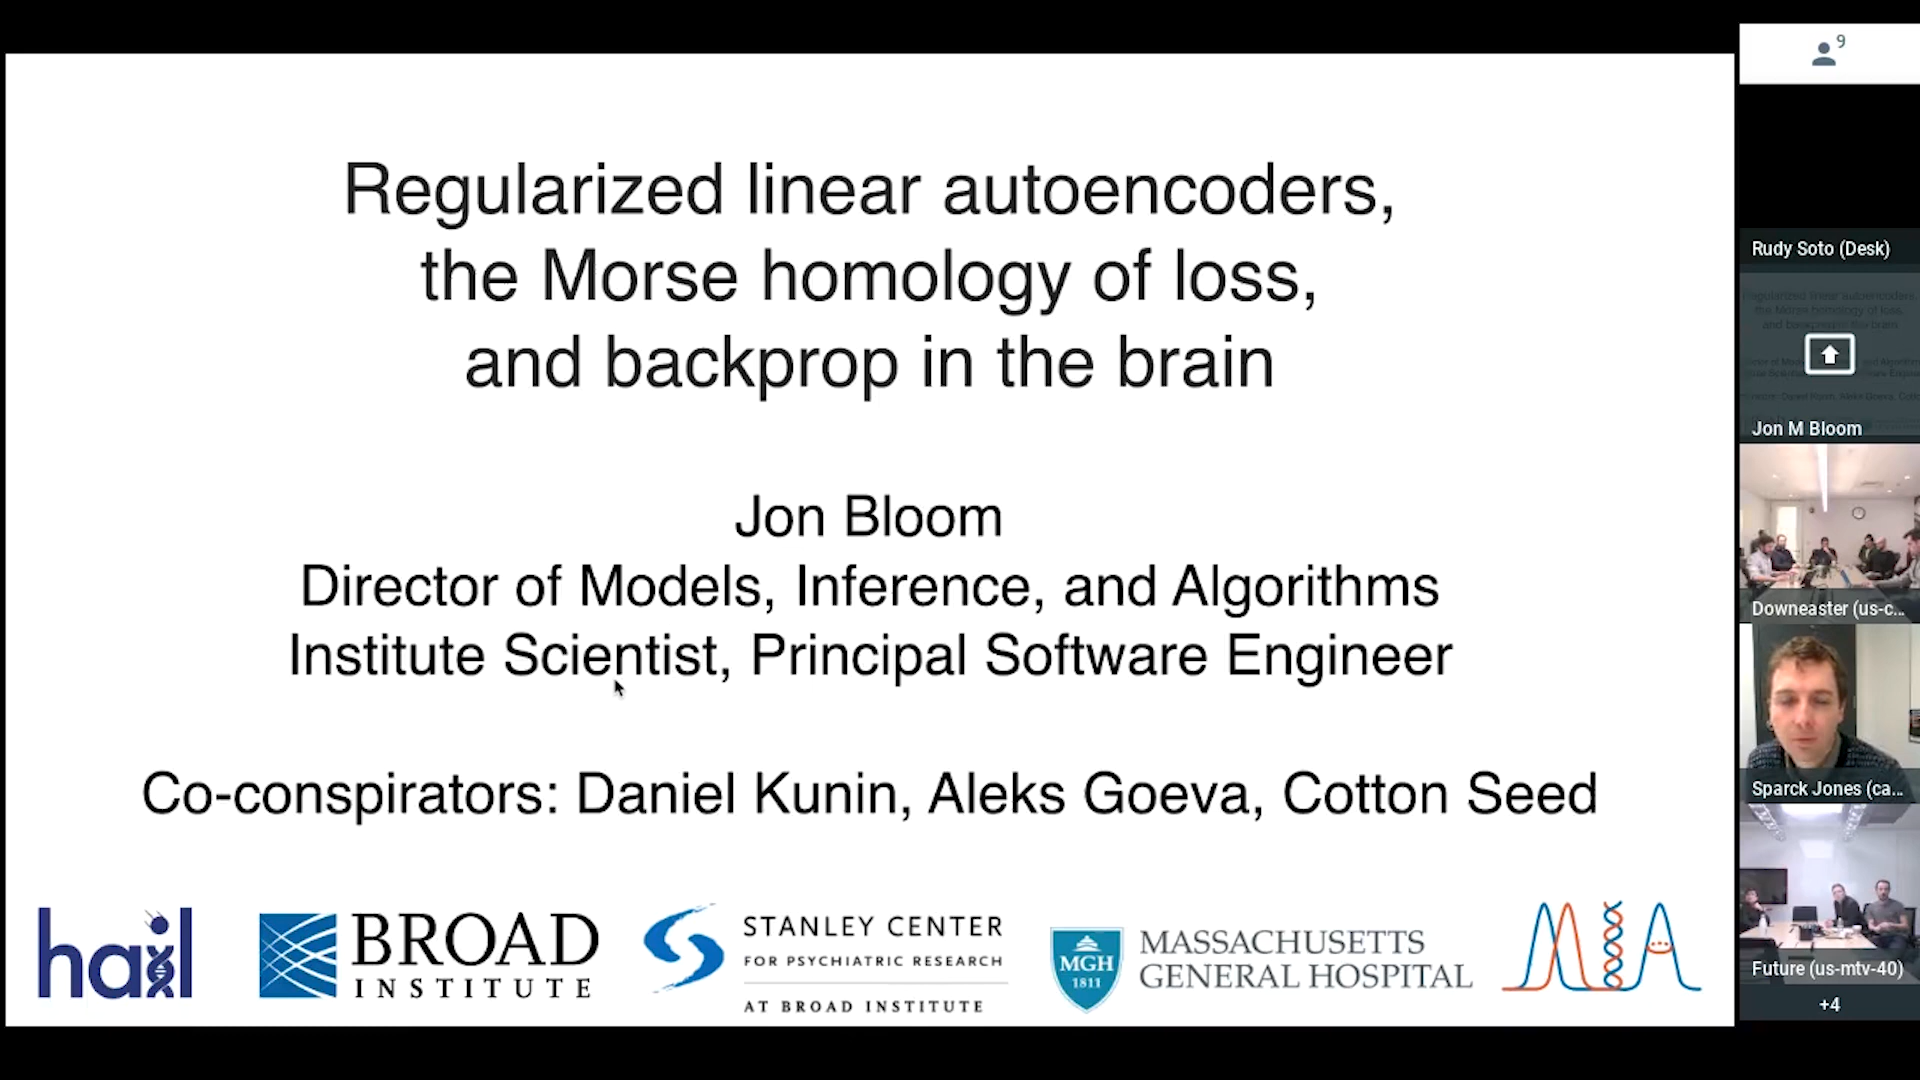 9
Regularized linear autoencoders,
the Morse homology of loss,
and backprop in the brain
Jon Bloom
Director of Models, Inference, and Algorithms
Institute Scientist, Principal Software Engineer
Co-conspirators: Daniel Kunin, Aleks Goeva, Cotton Seed
hail
BROAD
INSTITUTE
STANLEY CENTER
FOR PSYCHIATRIC RESEARCH
AT BROAD INSTITUTE
MGH
1811
MASSACHUSETTS
GENERAL HOSPITAL
MIA
Rudy Soto (Desk)
Jon M Bloom
Downeaster (us-c...
Sparck Jones (ca...
Future (us-mtv-40)
+4